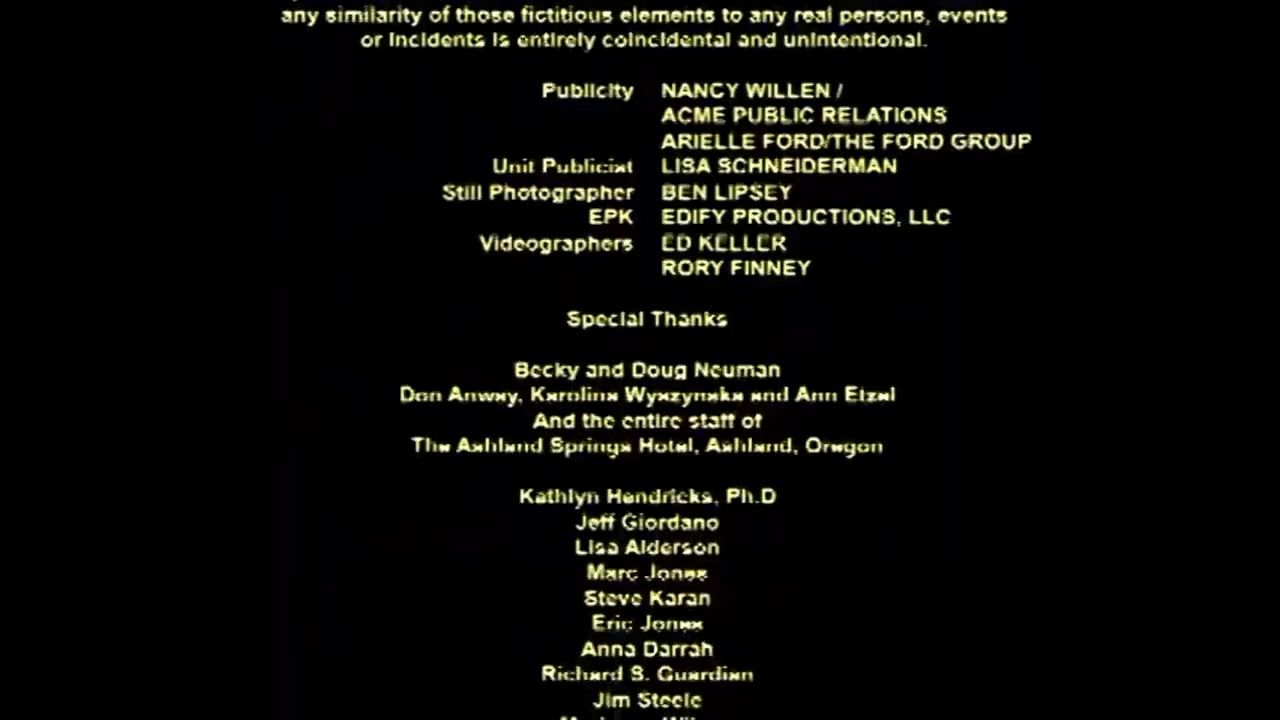 any similarity of those fictitious elements to any real persons, events
or incidents is entirely coincidental and unintentional.
Publicity NANCY WILLEN /
ACME PUBLIC RELATIONS
ARIELLE FORD/THE FORD GROUP
Unit Publicist LISA SCHNEIDERMAN
Still Photographer BEN LIPSEY
EPK EDIFY PRODUCTIONS, LLC
Videographers ED KELLER
RORY FINNEY
Special Thanks
Becky and Doug Neuman
Don Anway, Karolina Wyszynska and Ann Etzel
And the entire staff of
The Ashland Springs Hotel, Ashland, Oregon
Kathlyn Hendricks, Ph.D
Jeff Giordano
Lisa Alderson
Marc Jones
Steve Karan
Eric Jones
Anna Darrah
Richard S. Guardian
Jim Steele